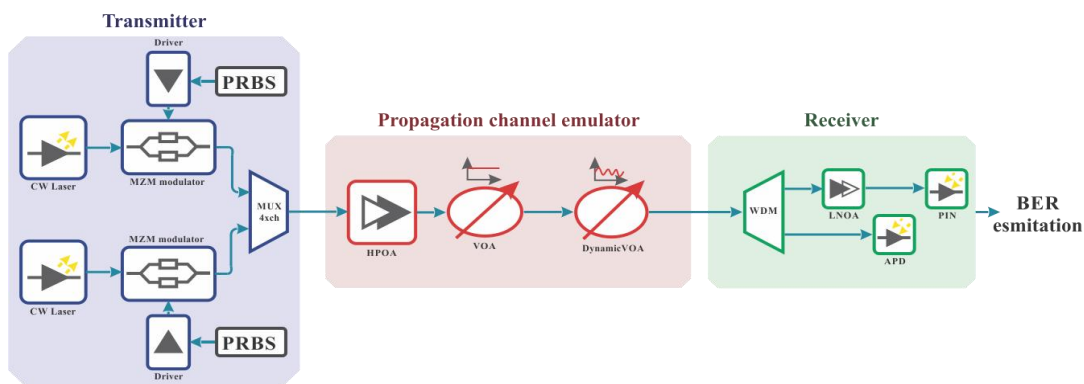 Transmitter
Driver
PRBS
CW Laser
MZM modulator
MUX
4xch
MZM modulator
CW Laser
PRBS
Driver
Propagation channel emulator
HPOA
VOA
DynamicVOA
Receiver
WDM
LNOA
PIN
APD
BER
esmitation